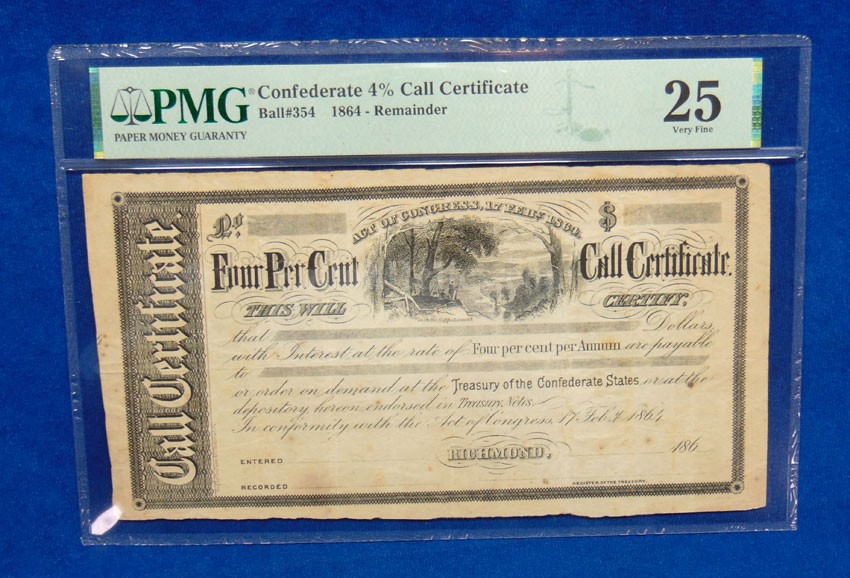 PMG® Confederate 4% Call Certificate
Ball#354 1864 - Remainder
PAPER MONEY GUARANTY
25
Very Fine
Call Certificate.
No. $
ACT OF CONGRESS, 17 FEBY. 1864.
Four Per Cent Call Certificate.
THIS WILL CERTIFY,
that Dollars,
with Interest at the rate of Four per cent per Annum are payable
to
or order on demand at the Treasury of the Confederate States or at the
depository hereon endorsed in Treasury Notes.
In conformity with the Act of Congress, 17 Feby. 1864
RICHMOND, 186
ENTERED
RECORDED
REGISTER OF THE TREASURY.